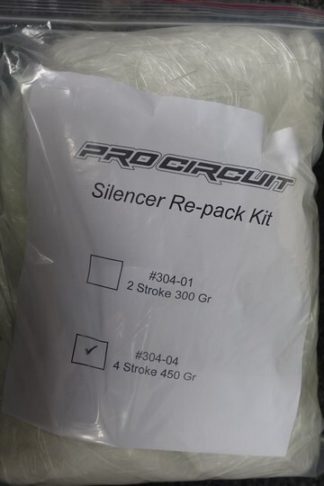 PRO CIRCUIT
Silencer Re-pack Kit
#304-01
2 Stroke 300 Gr
#304-04
4 Stroke 450 Gr